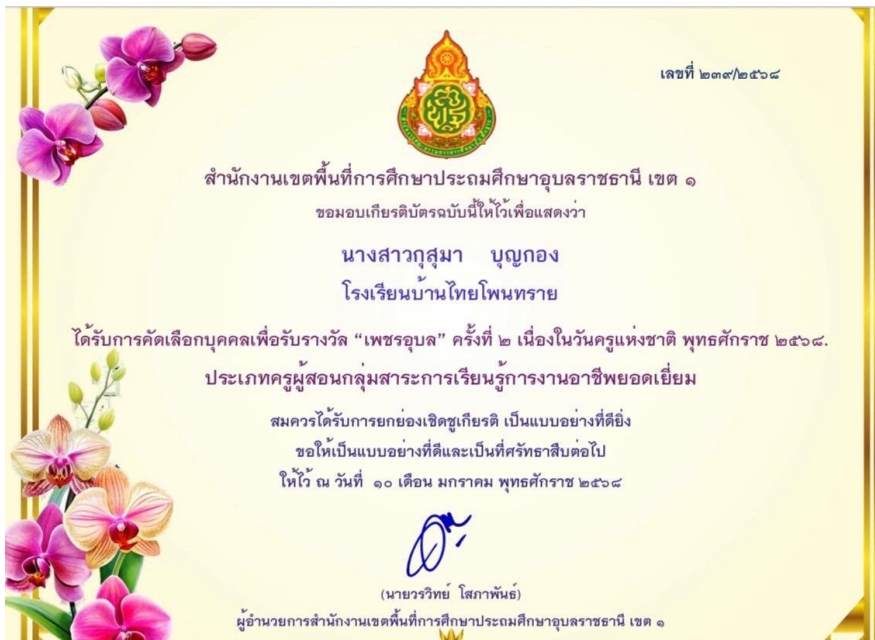 เลขที่ ๒๓๙/๒๕๖๘
สำนักงานเขตพื้นที่การศึกษาประถมศึกษาอุบลราชธานี เขต ๑
ขอมอบเกียรติบัตรฉบับนี้ให้ไว้เพื่อแสดงว่า
นางสาวกุสุมา บุญกอง
โรงเรียนบ้านไทยโพนทราย
ได้รับการคัดเลือกบุคคลเพื่อรับรางวัล “เพชรอุบล” ครั้งที่ ๒ เนื่องในวันครูแห่งชาติ พุทธศักราช ๒๕๖๘.
ประเภทครูผู้สอนกลุ่มสาระการเรียนรู้การงานอาชีพยอดเยี่ยม
สมควรได้รับการยกย่องเชิดชูเกียรติ เป็นแบบอย่างที่ดียิ่ง
ขอให้เป็นแบบอย่างที่ดีและเป็นที่ศรัทธาสืบต่อไป
ให้ไว้ ณ วันที่ ๑๐ เดือน มกราคม พุทธศักราช ๒๕๖๘
(นายวรวิทย์ โสภาพันธ์)
ผู้อำนวยการสำนักงานเขตพื้นที่การศึกษาประถมศึกษาอุบลราชธานี เขต ๑